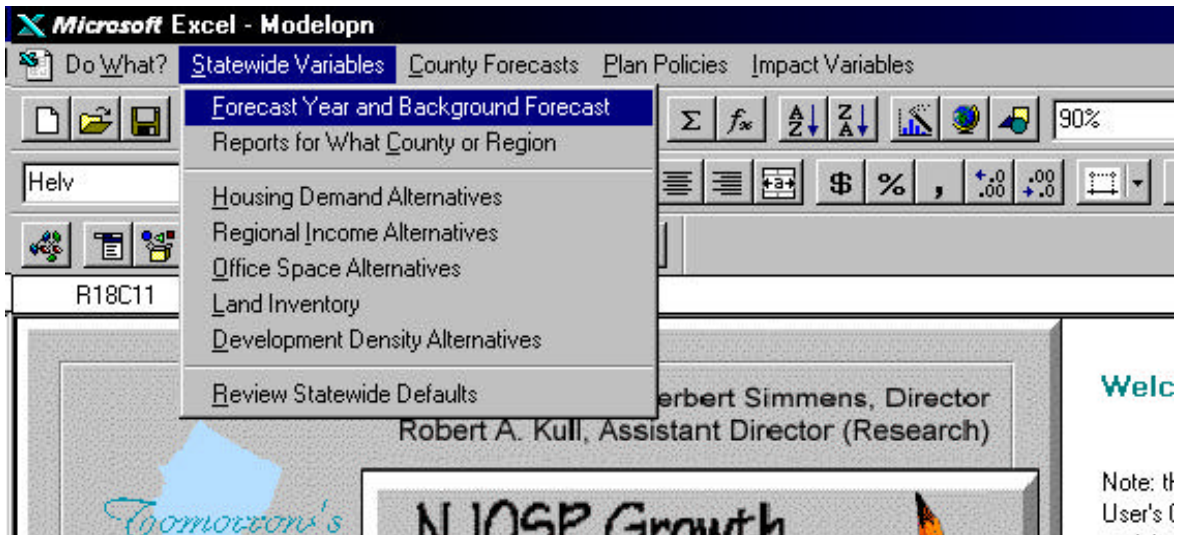 Microsoft Excel - Modelopn
Do What? Statewide Variables County Forecasts Plan Policies Impact Variables
Forecast Year and Background Forecast
Reports for What County or Region
Housing Demand Alternatives
Regional Income Alternatives
Office Space Alternatives
Land Inventory
Development Density Alternatives
Review Statewide Defaults
90%
Helv
$ % ,
R18C11
erbert Simmens, Director
Robert A. Kull, Assistant Director (Research)
NJOSP Growth
Welc
Note: th
User's